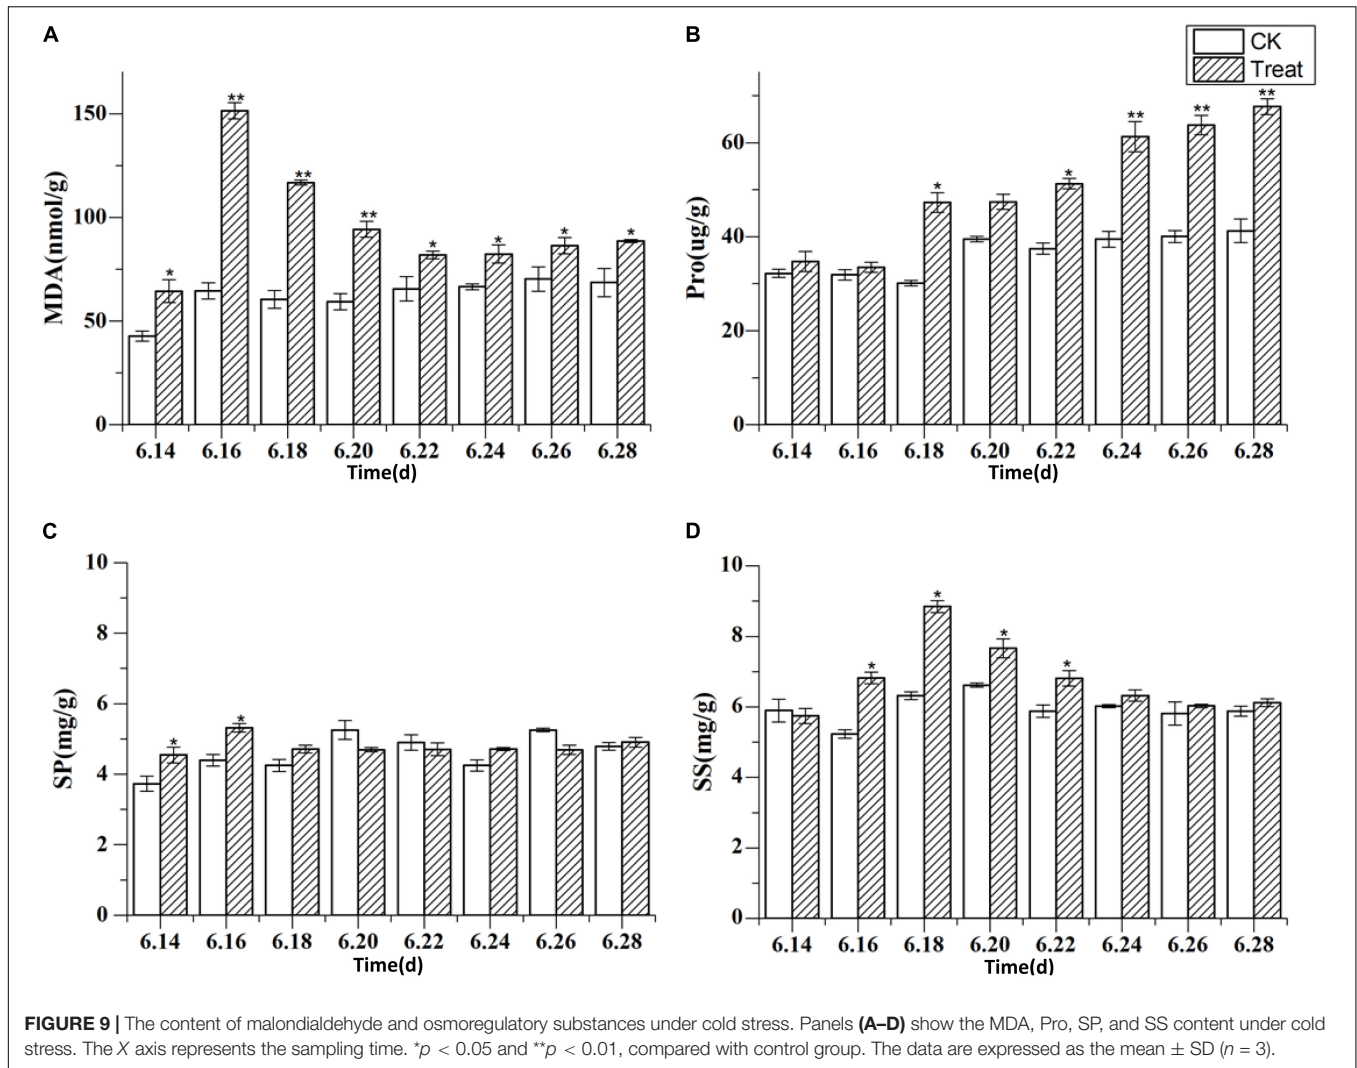 A
MDA(nmol/g)
150
100
50
0
* ** ** ** * * * *
6.14 6.16 6.18 6.20 6.22 6.24 6.26 6.28
Time(d)
B
CK
Treat
Pro(ug/g)
60
40
20
0
* * ** ** **
6.14 6.16 6.18 6.20 6.22 6.24 6.26 6.28
Time(d)
C
SP(mg/g)
10
8
6
4
2
0
* *
6.14 6.16 6.18 6.20 6.22 6.24 6.26 6.28
Time(d)
D
SS(mg/g)
10
8
6
4
2
0
* * * *
6.14 6.16 6.18 6.20 6.22 6.24 6.26 6.28
Time(d)
FIGURE 9 | The content of malondialdehyde and osmoregulatory substances under cold stress. Panels (A–D) show the MDA, Pro, SP, and SS content under cold
stress. The X axis represents the sampling time. *p < 0.05 and **p < 0.01, compared with control group. The data are expressed as the mean ± SD (n = 3).